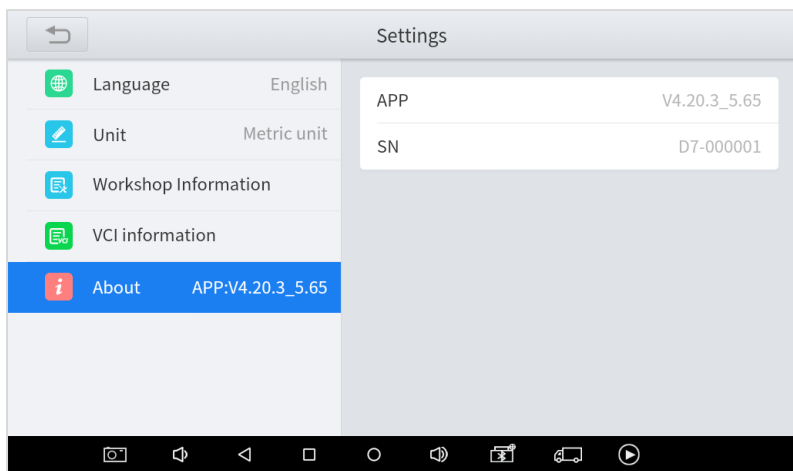 Settings
Language English
Unit Metric unit
Workshop Information
VCI information
About APP:V4.20.3_5.65
APP V4.20.3_5.65
SN D7-000001